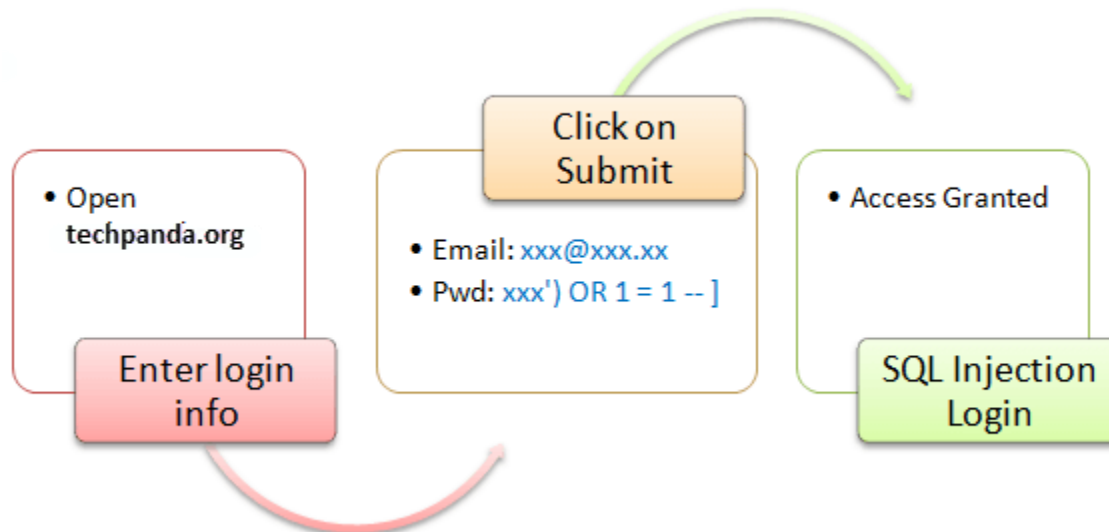 • Open
techpanda.org
Enter login
info
Click on
Submit
• Email: xxx@xxx.xx
• Pwd: xxx') OR 1 = 1 -- ]
• Access Granted
SQL Injection
Login